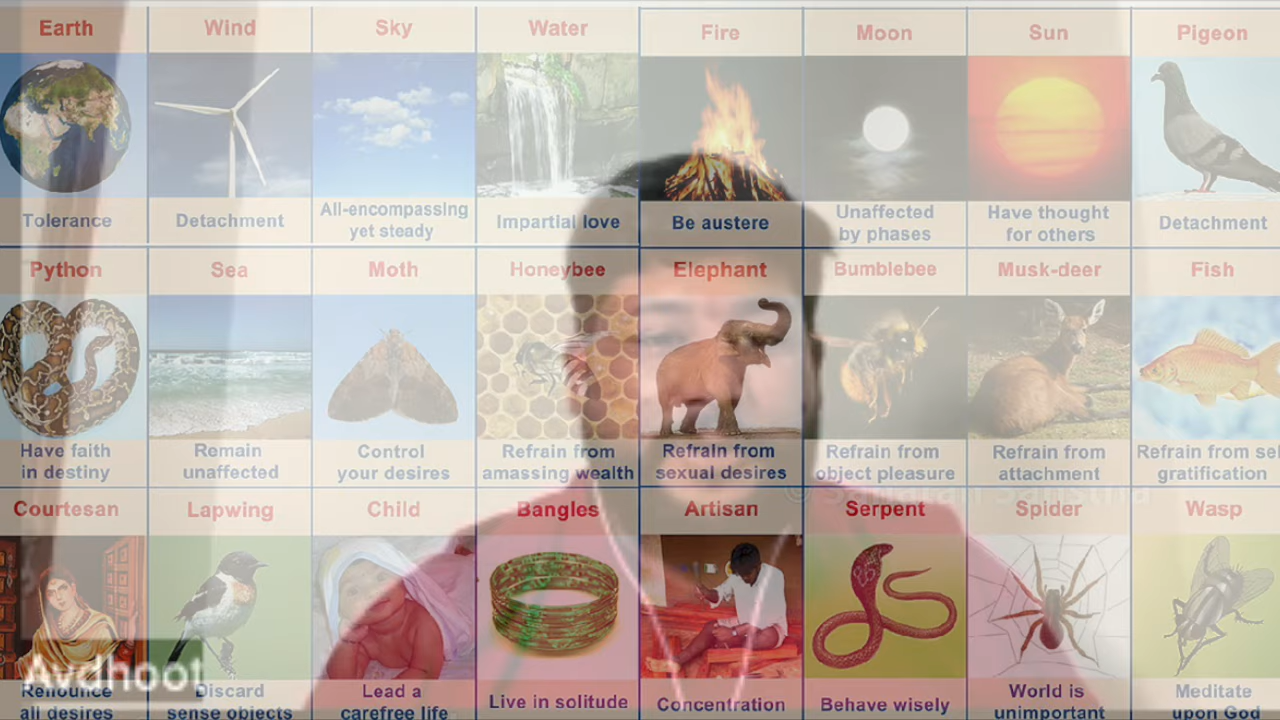 Earth Wind Sky Water Fire Moon Sun Pigeon
Tolerance Detachment All-encompassing yet steady Impartial love Be austere Unaffected by phases Have thought for others Detachment
Python Sea Moth Honeybee Elephant Bumblebee Musk-deer Fish
Have faith in destiny Remain unaffected Control your desires Refrain from amassing wealth Refrain from sexual desires Refrain from object pleasure Refrain from attachment Refrain from sel gratification
© Sanatan Sanstha
Courtesan Lapwing Child Bangles Artisan Serpent Spider Wasp
Avdhoot
Renounce all desires Discard sense objects Lead a carefree life Live in solitude Concentration Behave wisely World is unimportant Meditate upon God